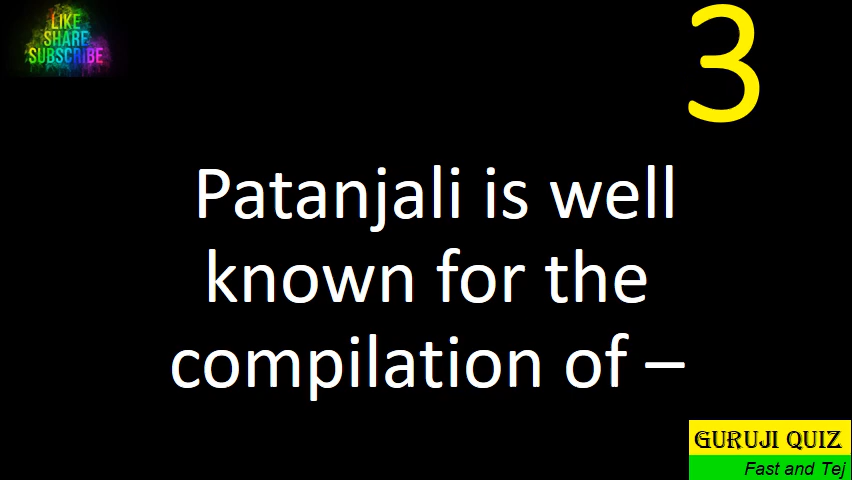 LIKE
SHARE
SUBSCRIBE
3
Patanjali is well
known for the
compilation of –
GURUJI QUIZ
Fast and Tej